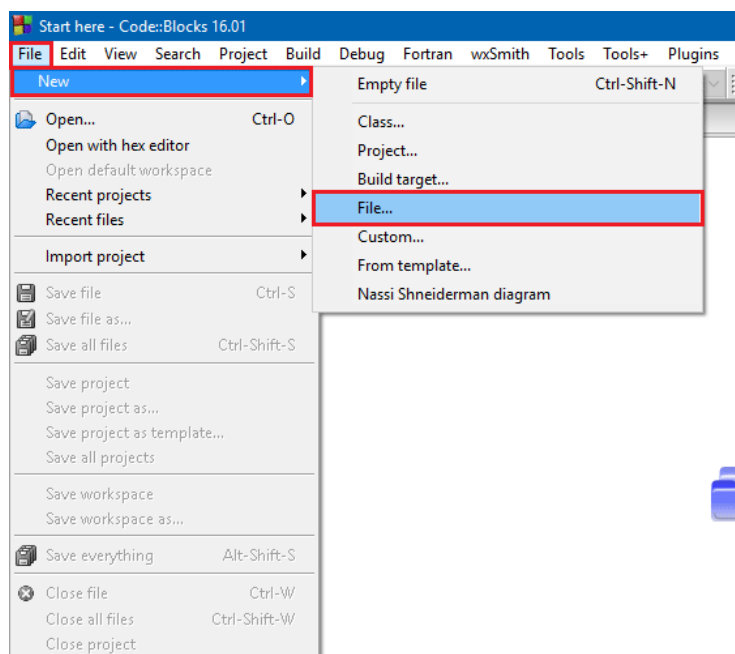 Start here - Code::Blocks 16.01
File Edit View Search Project Build Debug Fortran wxSmith Tools Tools+ Plugins
New
Empty file Ctrl-Shift-N
Open... Ctrl-O
Class...
Open with hex editor
Project...
Open default workspace
Build target...
Recent projects
File...
Recent files
Custom...
Import project
From template...
Save file Ctrl-S
Nassi Shneiderman diagram
Save file as...
Save all files Ctrl-Shift-S
Save project
Save project as...
Save project as template...
Save all projects
Save workspace
Save workspace as...
Save everything Alt-Shift-S
Close file Ctrl-W
Close all files Ctrl-Shift-W
Close project